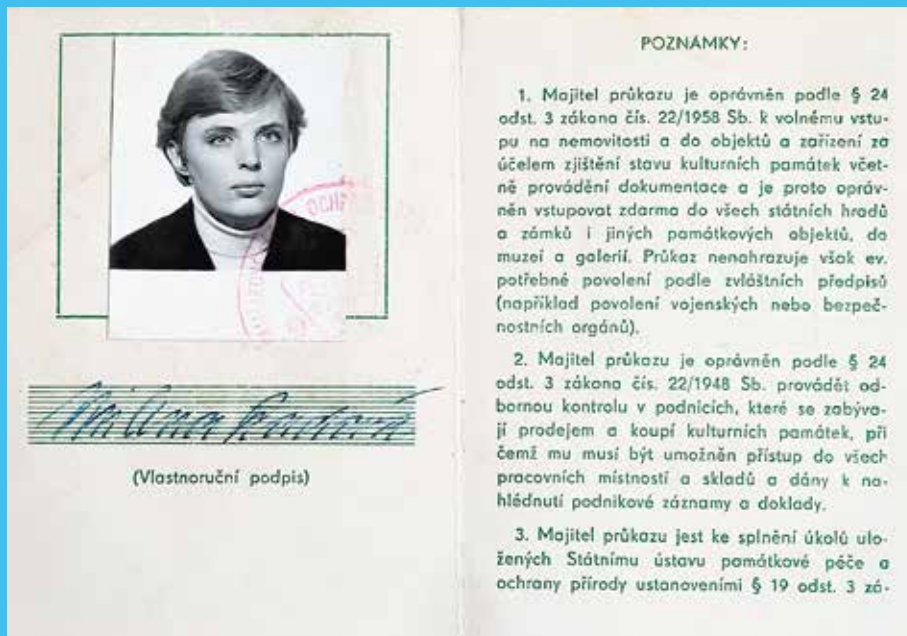 OCHR
(Vlastnoruční podpis)
POZNÁMKY:
1. Majitel průkazu je oprávněn podle § 24
odst. 3 zákona čís. 22/1958 Sb. k volnému vstu-
pu na nemovitosti a do objektů a zařízení za
účelem zjištění stavu kulturních památek včet-
ně provádění dokumentace a je proto opráv-
něn vstupovat zdarma do všech státních hradů
a zámků i jiných památkových objektů, do
muzeí a galerií. Průkaz nenahrazuje však ev.
potřebné povolení podle zvláštních předpisů
(například povolení vojenských nebo bezpeč-
nostních orgánů).
2. Majitel průkazu je oprávněn podle § 24
odst. 3 zákona čís. 22/1948 Sb. provádět od-
bornou kontrolu v podnicích, které se zabýva-
jí prodejem a koupí kulturních památek, při
čemž mu musí být umožněn přístup do všech
pracovních místností a skladů a dány k na-
hlédnutí podnikové záznamy a doklady.
3. Majitel průkazu jest ke splnění úkolů ulo-
žených Státnímu ústavu památkové péče a
ochrany přírody ustanoveními § 19 odst. 3 zá-